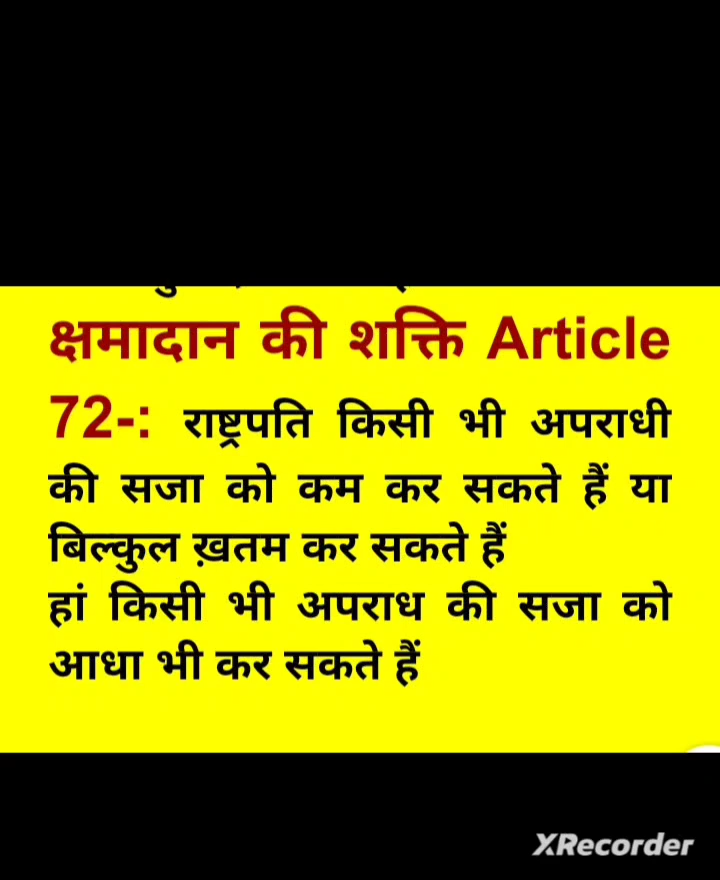 क्षमादान की शक्ति Article
72-: राष्ट्रपति किसी भी अपराधी
की सजा को कम कर सकते हैं या
बिल्कुल ख़तम कर सकते हैं
हां किसी भी अपराध की सजा को
आधा भी कर सकते हैं
XRecorder